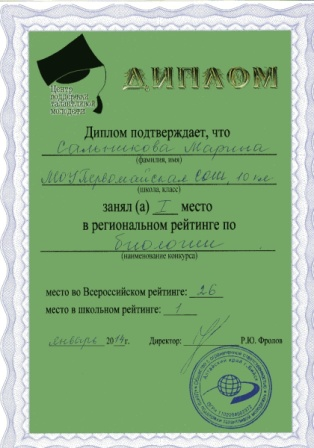 Центр
поддержки
талантливой
молодежи
ДИПЛОМ
Диплом подтверждает, что
Сальникова Марина
(фамилия, имя)
МОУ Первомайская СОШ, 10 кл.
(школа, класс)
занял (а) I место
в региональном рейтинге по
биологии
(наименование конкурса)
место во Всероссийском рейтинге: 26
место в школьном рейтинге: 1
январь 2014г. Директор: Р.Ю. Фролов